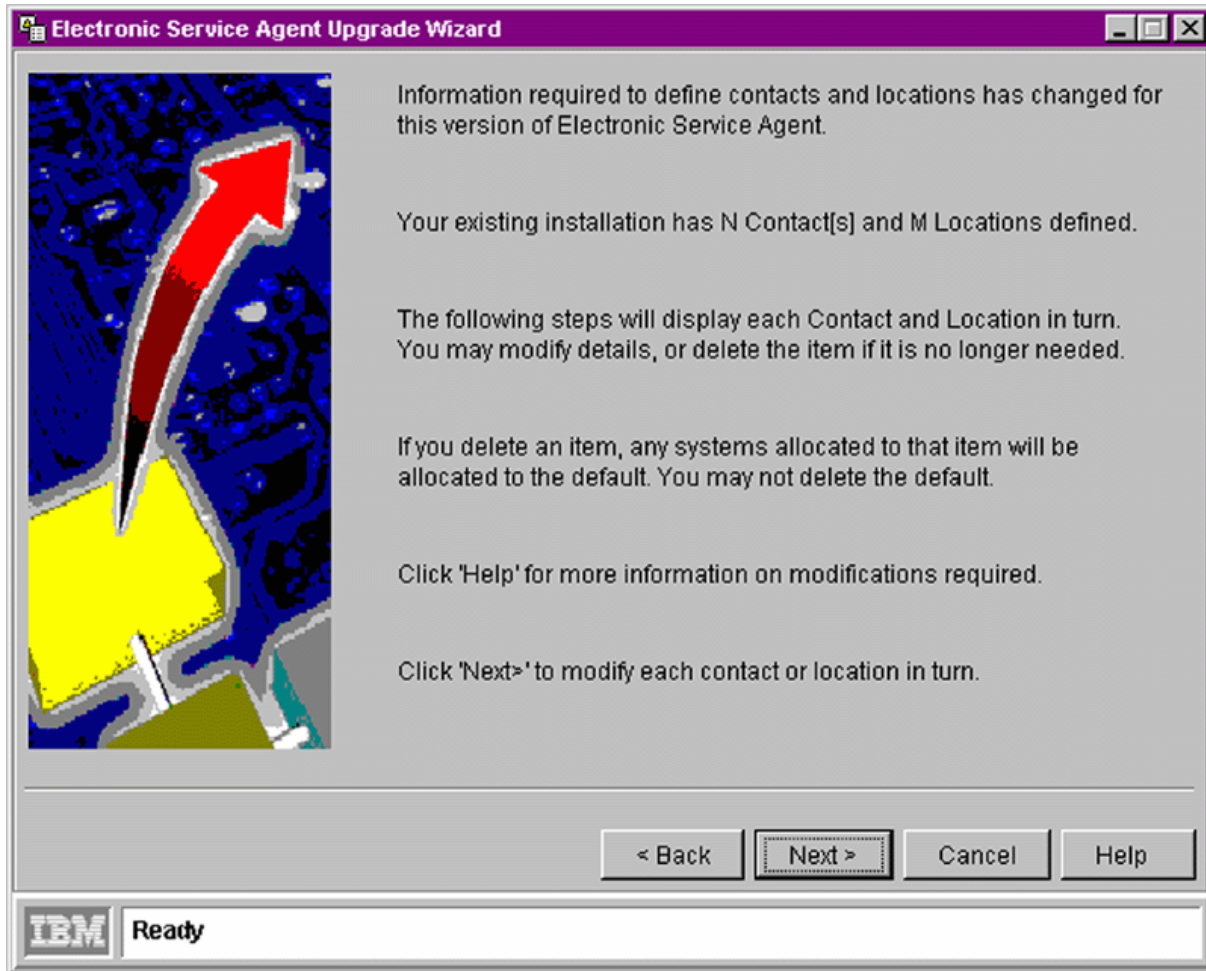 Electronic Service Agent Upgrade Wizard
Information required to define contacts and locations has changed for
this version of Electronic Service Agent.
Your existing installation has N Contact[s] and M Locations defined.
The following steps will display each Contact and Location in turn.
You may modify details, or delete the item if it is no longer needed.
If you delete an item, any systems allocated to that item will be
allocated to the default. You may not delete the default.
Click 'Help' for more information on modifications required.
Click 'Next>' to modify each contact or location in turn.
< Back
Next >
Cancel
Help
IBM
Ready